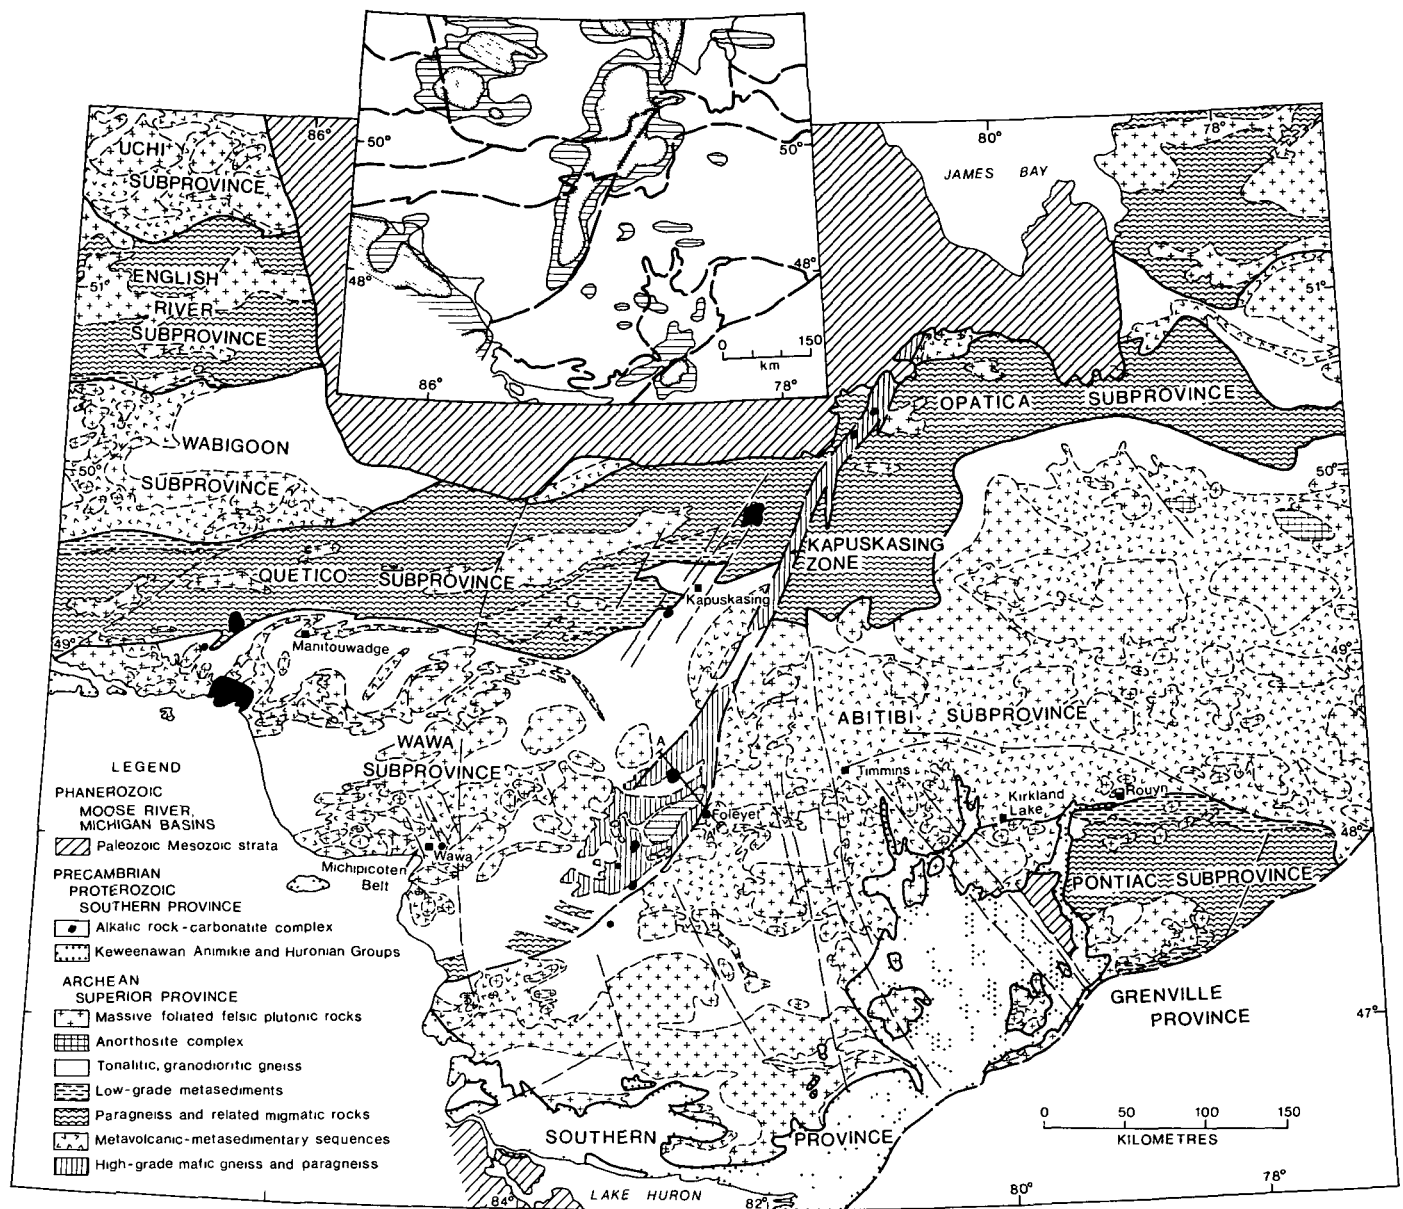 50°
50°
48°
48°
0 150
km
86°
78°
86°
80°
78°
UCHI
SUBPROVINCE
JAMES BAY
ENGLISH
51°
RIVER
SUBPROVINCE
51°
OPATICA SUBPROVINCE
WABIGOON
50°
SUBPROVINCE
50°
KAPUSKASING
ZONE
QUETICO SUBPROVINCE
Kapuskasing
49°
Manitouwadge
49°
ABITIBI SUBPROVINCE
WAWA
SUBPROVINCE
A
Timmins
Kirkland
Lake
Rouyn
Foleyet
A'
48°
Wawa
Michipicoten
Belt
PONTIAC SUBPROVINCE
GRENVILLE
PROVINCE
47°
LEGEND
PHANEROZOIC
MOOSE RIVER,
MICHIGAN BASINS
Paleozoic Mesozoic strata
PRECAMBRIAN
PROTEROZOIC
SOUTHERN PROVINCE
Alkalic rock-carbonatite complex
Keweenawan Animikie and Huronian Groups
ARCHEAN
SUPERIOR PROVINCE
Massive foliated felsic plutonic rocks
Anorthosite complex
Tonalitic, granodioritic gneiss
Low-grade metasediments
Paragneiss and related migmatic rocks
Metavolcanic-metasedimentary sequences
High-grade mafic gneiss and paragneiss
0 50 100 150
KILOMETRES
SOUTHERN PROVINCE
LAKE HURON
84°
82°
80°
78°